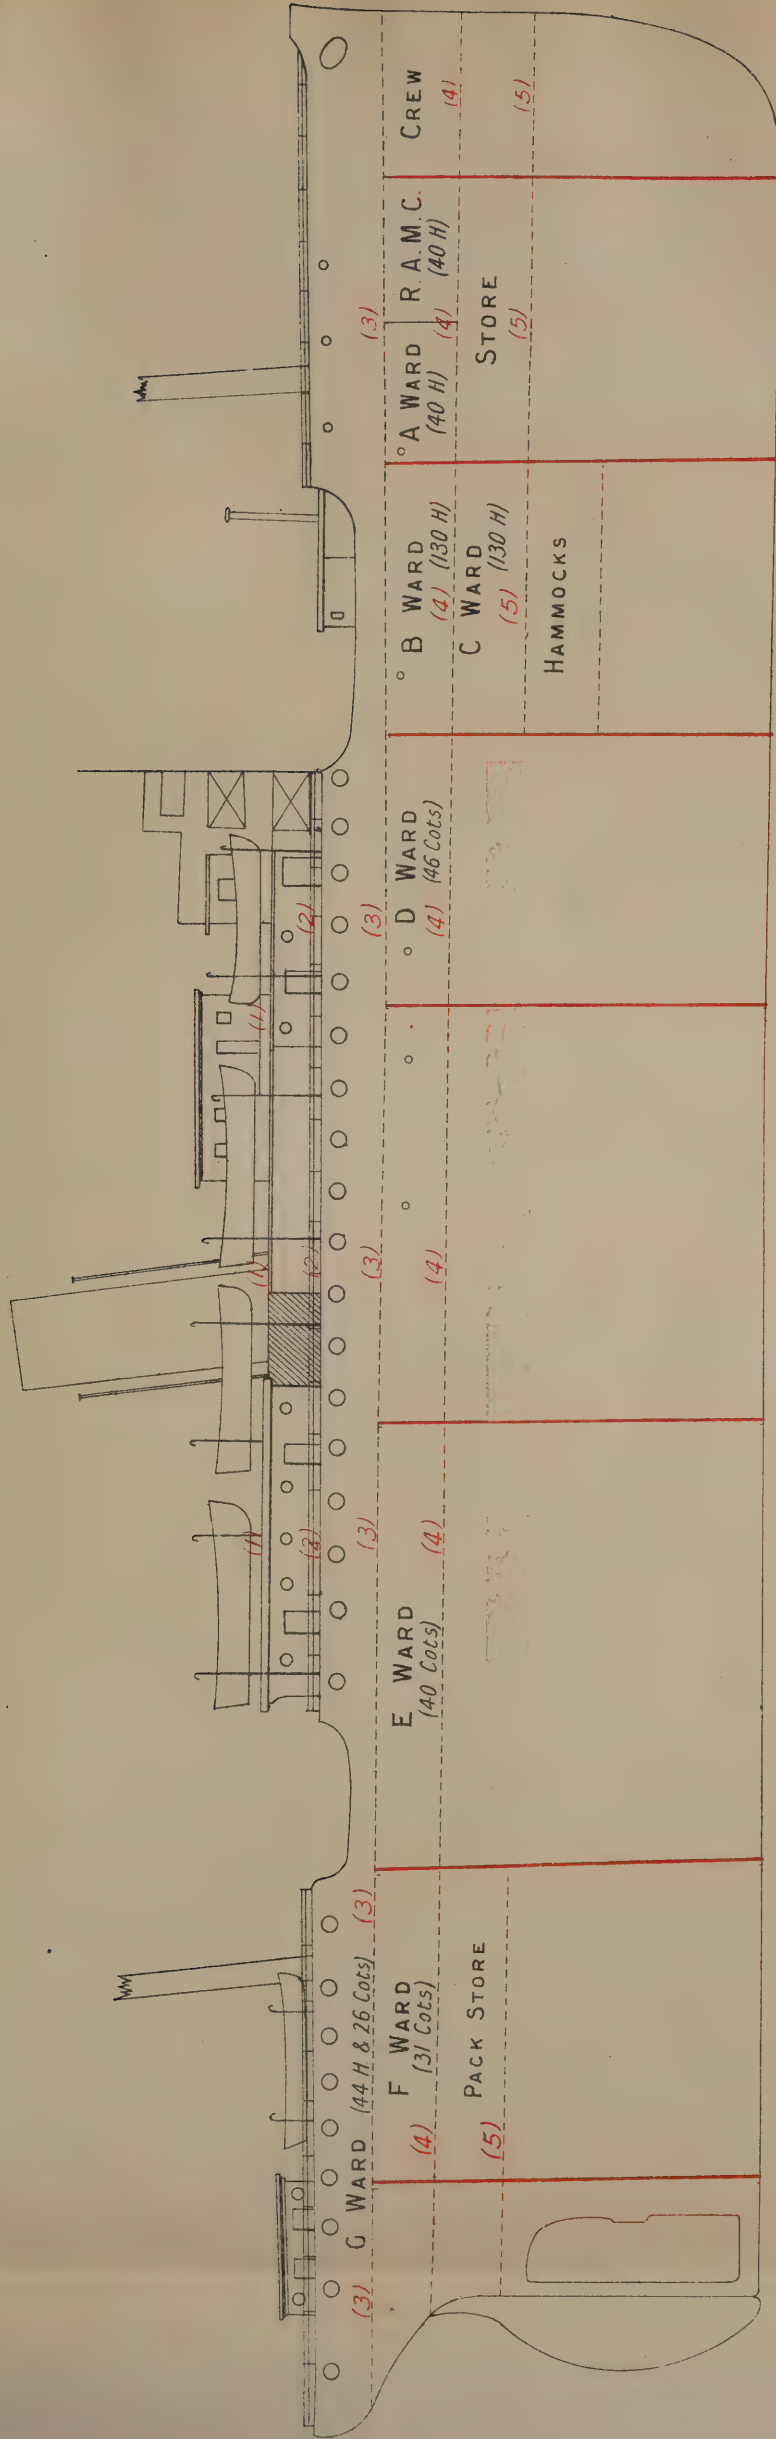 (1) (1) (1)
(2) (2) (2)
(3) G WARD (44 H & 26 Cots) (3) (3) (3) (3) (3)
F WARD
(4) (31 Cots)
E WARD
(40 Cots) (4)
(4)
D WARD
(4) (46 Cots)
B WARD
(4) (130 H)
A WARD
(40 H) (4)
R.A.M.C.
(40 H)
CREW
(4)
PACK STORE
(5)
C WARD
(5) (130 H)
STORE
(5)
(5)
HAMMOCKS